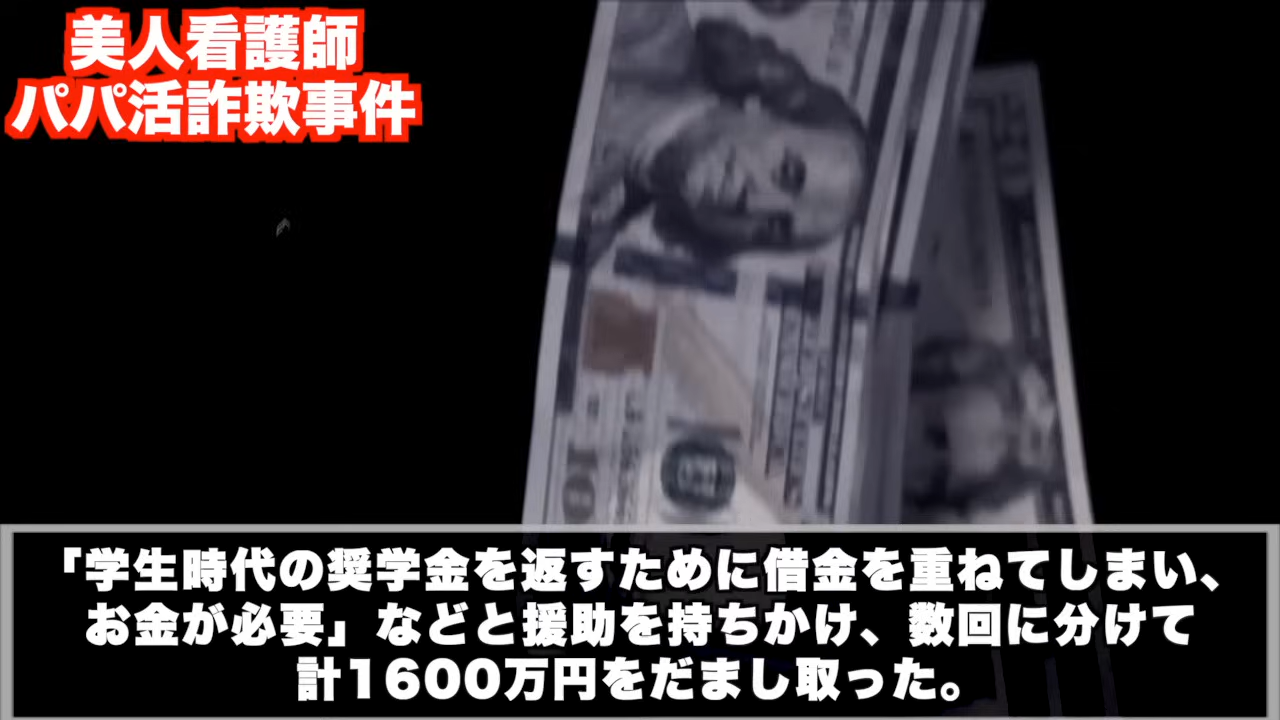 美人看護師
パパ活詐欺事件
「学生時代の奨学金を返すために借金を重ねてしまい、
お金が必要」などと援助を持ちかけ、数回に分けて
計1600万円をだまし取った。